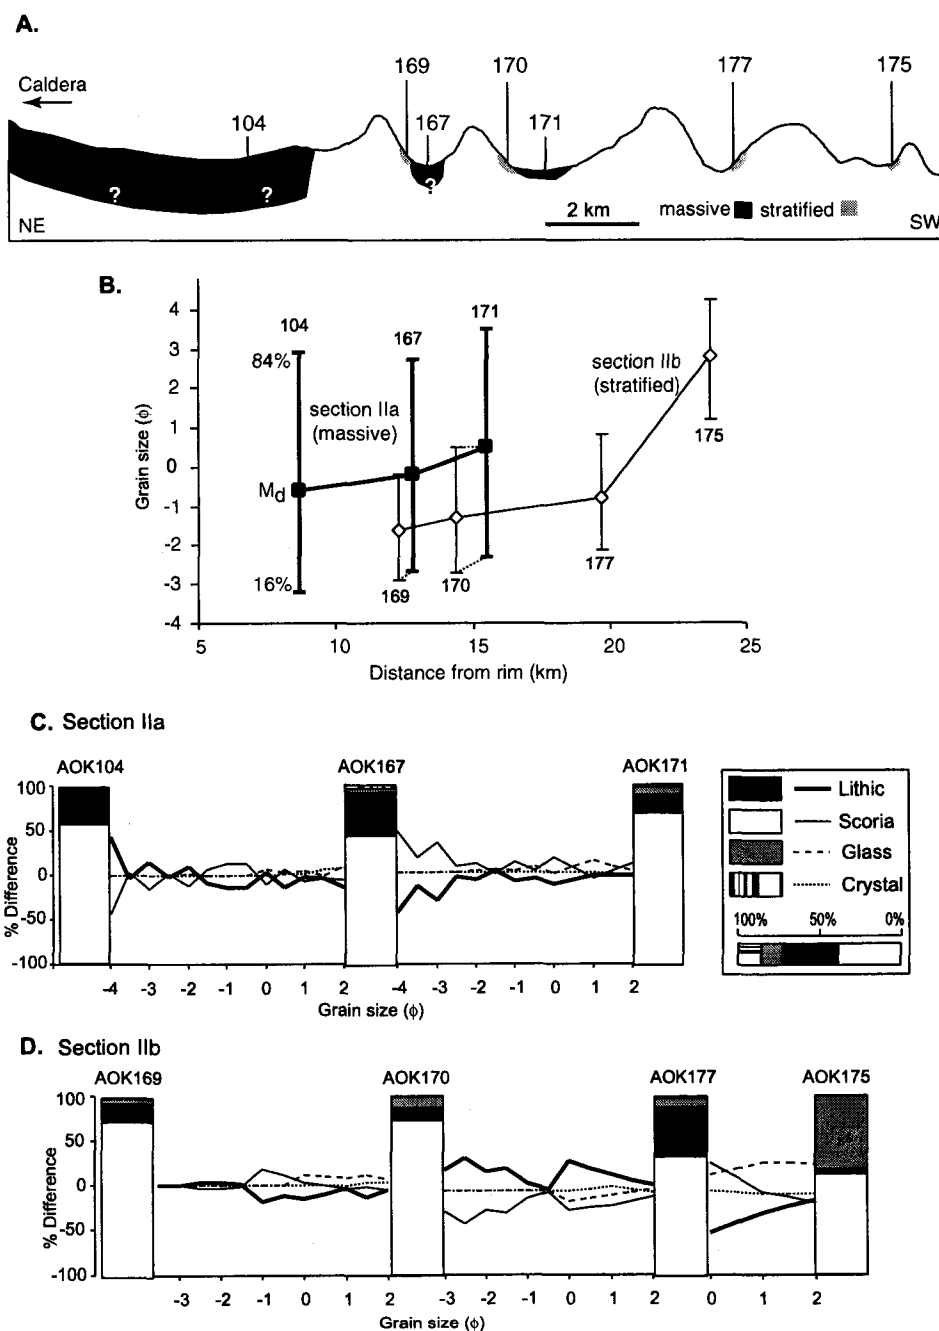 A.
Caldera
104
169
167
170
171
177
175
?
?
?
NE
2 km
massive
stratified
SW
B.
Grain size (ϕ)
4
3
2
1
0
-1
-2
-3
-4
104
84%
167
171
section IIa
(massive)
section IIb
(stratified)
Md
16%
169
170
177
175
5
10
15
20
25
Distance from rim (km)
C. Section IIa
AOK104
AOK167
AOK171
% Difference
100
50
0
-50
-100
-4 -3 -2 -1 0 1 2
-4 -3 -2 -1 0 1 2
Grain size (ϕ)
Lithic
Scoria
Glass
Crystal
100% 50% 0%
D. Section IIb
AOK169
AOK170
AOK177
AOK175
% Difference
100
50
0
-50
-100
-3 -2 -1 0 1 2
-3 -2 -1 0 1 2
0 1 2
Grain size (ϕ)